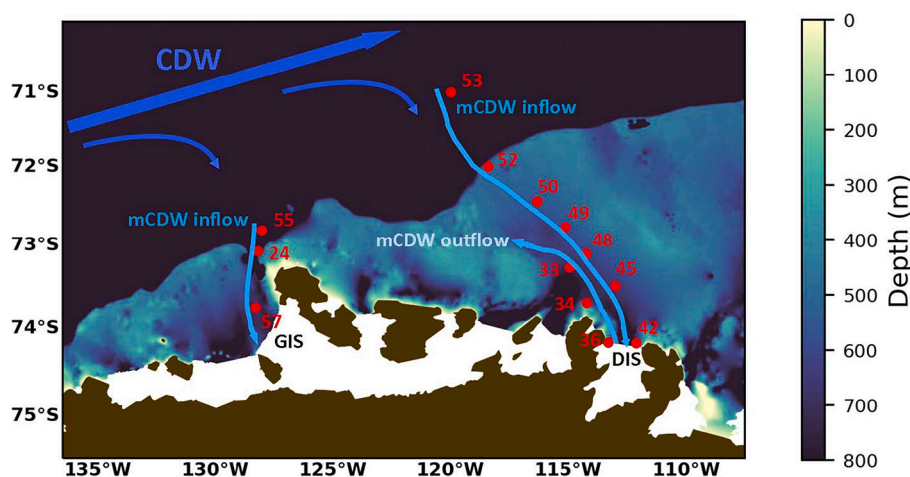 CDW
53
mCDW inflow
52
50
mCDW inflow
55
49
mCDW outflow
48
24
33
45
34
57
GIS
36
42
DIS
71°S
72°S
73°S
74°S
75°S
135°W
130°W
125°W
120°W
115°W
110°W
0
100
200
300
400
500
600
700
800
Depth (m)